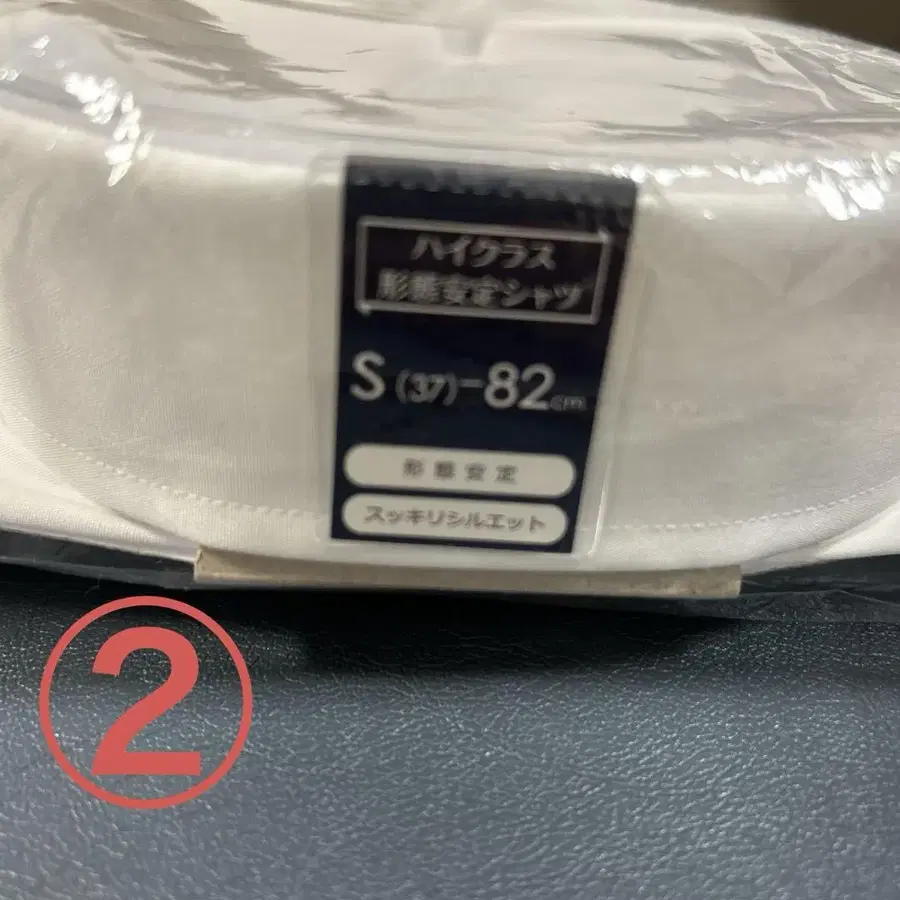 ハイクラス
形態安定シャツ
S (37)-82cm
形態安定
スッキリシルエット
②